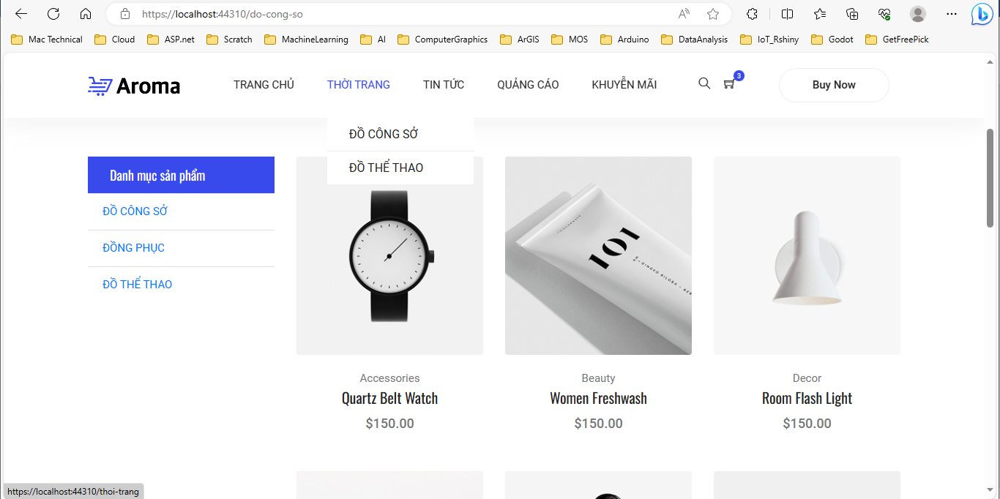 https://localhost:44310/do-cong-so
Mac Technical Cloud ASP.net Scratch MachineLearning AI ComputerGraphics ArGIS MOS Arduino DataAnalysis IoT_Rshiny Godot GetFreePick
Aroma TRANG CHỦ THỜI TRANG TIN TỨC QUẢNG CÁO KHUYỄN MÃI 3 Buy Now
ĐỒ CÔNG SỞ
ĐỒ THỂ THAO
Danh mục sản phẩm
ĐỒ CÔNG SỞ
ĐỒNG PHỤC
ĐỒ THỂ THAO
101
Accessories Beauty Decor
Quartz Belt Watch Women Freshwash Room Flash Light
$150.00 $150.00 $150.00
https://localhost:44310/thoi-trang